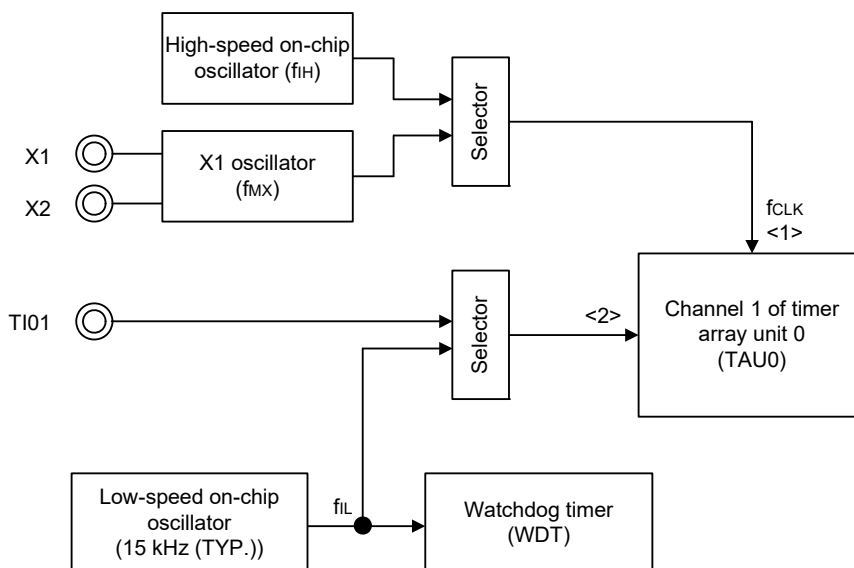 High-speed on-chip
oscillator (fIH)
Selector
X1
X1 oscillator
(fMX)
X2
fCLK
<1>
TI01
Selector
<2>
Channel 1 of timer
array unit 0
(TAU0)
Low-speed on-chip
oscillator
(15 kHz (TYP.))
fIL
Watchdog timer
(WDT)